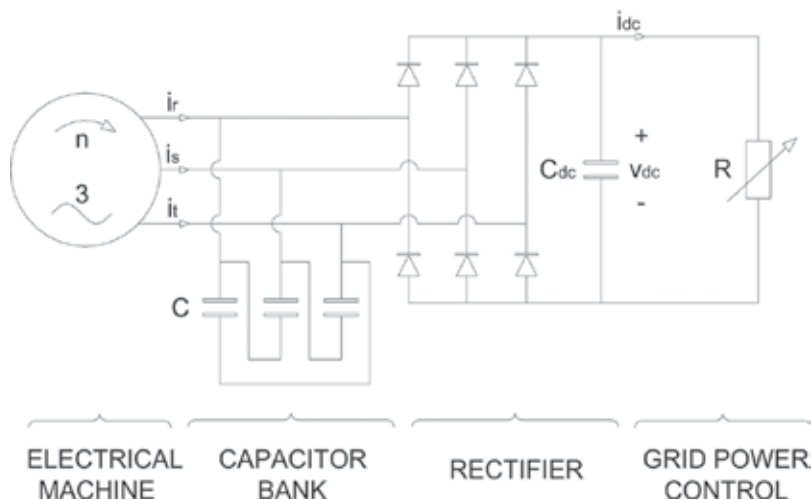 idc
ir
n
is
3
it
Cdc
+
vdc
-
R
C
ELECTRICAL
MACHINE
CAPACITOR
BANK
RECTIFIER
GRID POWER
CONTROL